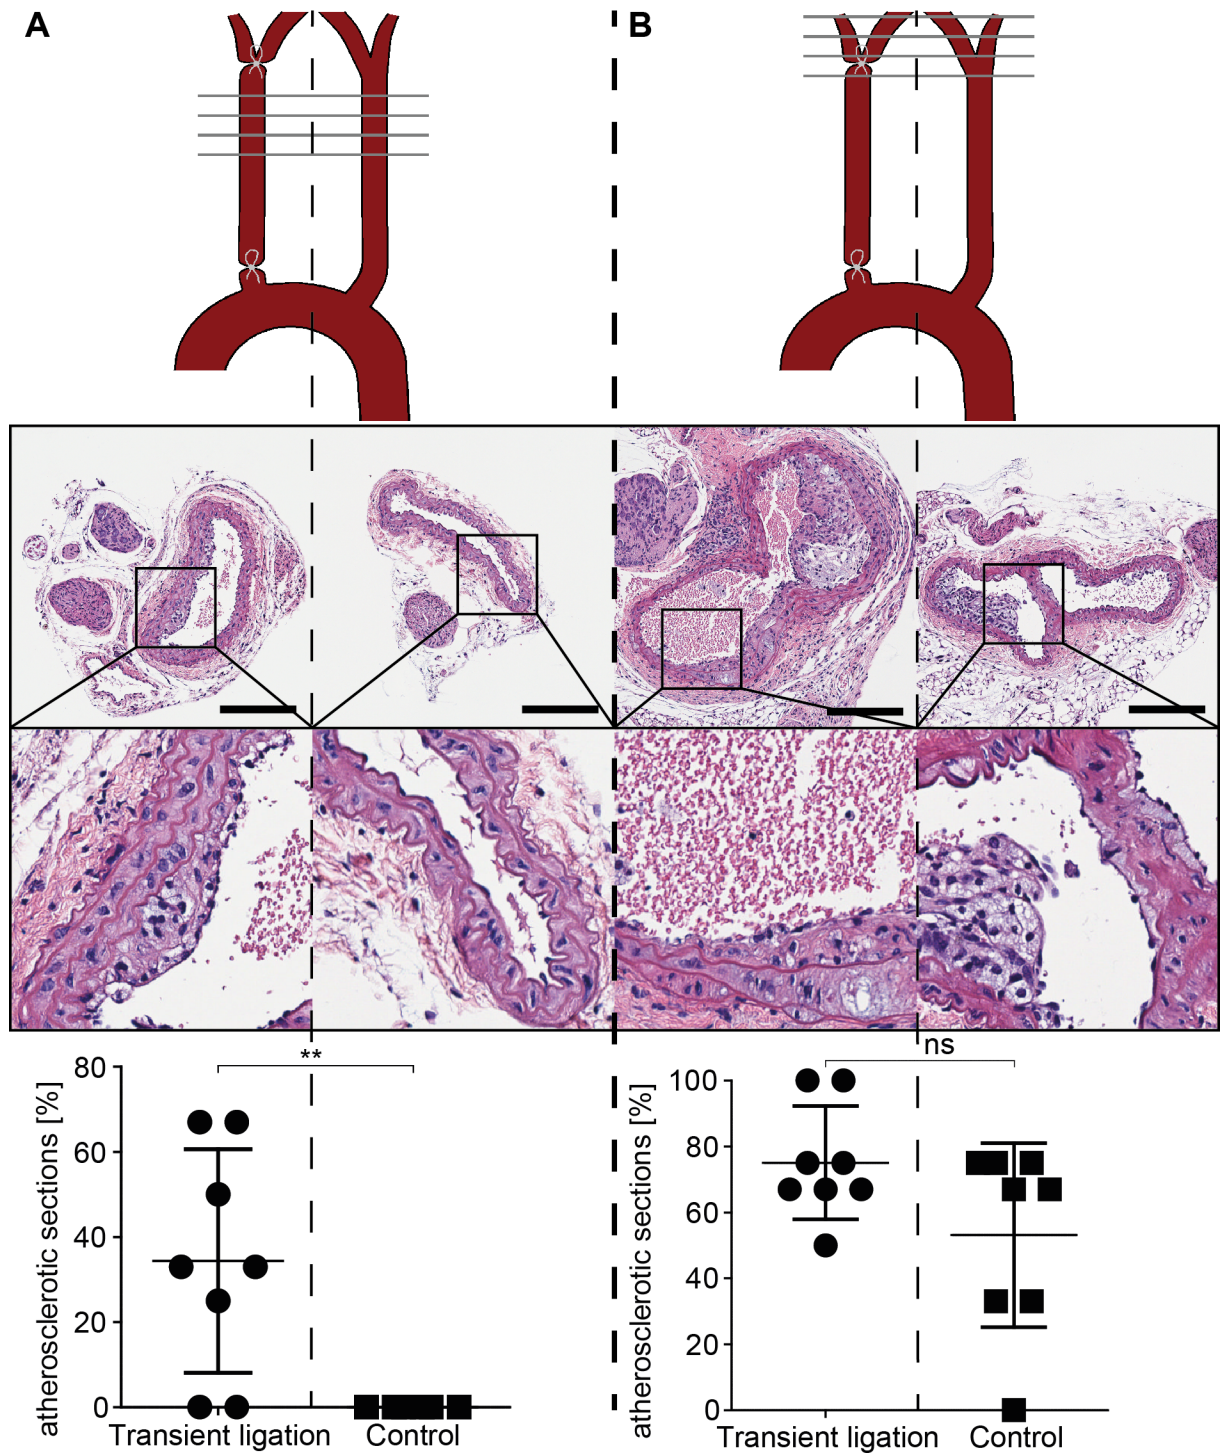 A
B
**
80
60
40
20
0
atherosclerotic sections [%]
Transient ligation
Control
ns
100
80
60
40
20
0
atherosclerotic sections [%]
Transient ligation
Control